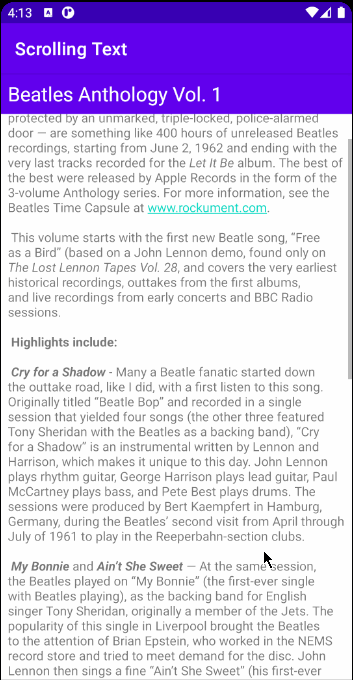 4:13
Scrolling Text
Beatles Anthology Vol. 1
protected by an unmarked, triple-locked, police-alarmed
door — are something like 400 hours of unreleased Beatles
recordings, starting from June 2, 1962 and ending with the
very last tracks recorded for the Let It Be album. The best of
the best were released by Apple Records in the form of the
3-volume Anthology series. For more information, see the
Beatles Time Capsule at www.rockument.com.
This volume starts with the first new Beatle song, “Free
as a Bird” (based on a John Lennon demo, found only on
The Lost Lennon Tapes Vol. 28, and covers the very earliest
historical recordings, outtakes from the first albums,
and live recordings from early concerts and BBC Radio
sessions.
Highlights include:
Cry for a Shadow - Many a Beatle fanatic started down
the outtake road, like I did, with a first listen to this song.
Originally titled “Beatle Bop” and recorded in a single
session that yielded four songs (the other three featured
Tony Sheridan with the Beatles as a backing band), “Cry
for a Shadow” is an instrumental written by Lennon and
Harrison, which makes it unique to this day. John Lennon
plays rhythm guitar, George Harrison plays lead guitar, Paul
McCartney plays bass, and Pete Best plays drums. The
sessions were produced by Bert Kaempfert in Hamburg,
Germany, during the Beatles’ second visit from April through
July of 1961 to play in the Reeperbahn-section clubs.
My Bonnie and Ain’t She Sweet — At the same session,
the Beatles played on “My Bonnie” (the first-ever single
with Beatles playing), as the backing band for English
singer Tony Sheridan, originally a member of the Jets. The
popularity of this single in Liverpool brought the Beatles
to the attention of Brian Epstein, who worked in the NEMS
record store and tried to meet demand for the disc. John
Lennon then sings a fine “Ain’t She Sweet” (his first-ever